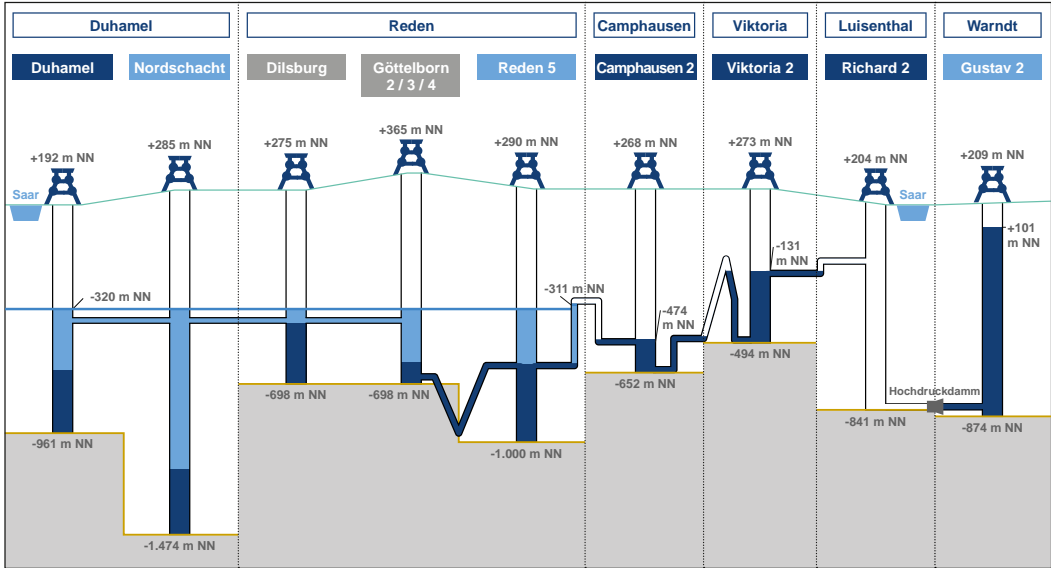 Duhamel
Reden
Camphausen
Viktoria
Luisenthal
Warndt
Duhamel
Nordschacht
Dilsburg
Göttelborn
2 / 3 / 4
Reden 5
Camphausen 2
Viktoria 2
Richard 2
Gustav 2
+192 m NN
+285 m NN
+275 m NN
+365 m NN
+290 m NN
+268 m NN
+273 m NN
+204 m NN
+209 m NN
Saar
Saar
+101
m NN
-131
m NN
-320 m NN
-311 m NN
-474
m NN
-494 m NN
-652 m NN
-698 m NN
-698 m NN
Hochdruckdamm
-841 m NN
-874 m NN
-961 m NN
-1.000 m NN
-1.474 m NN